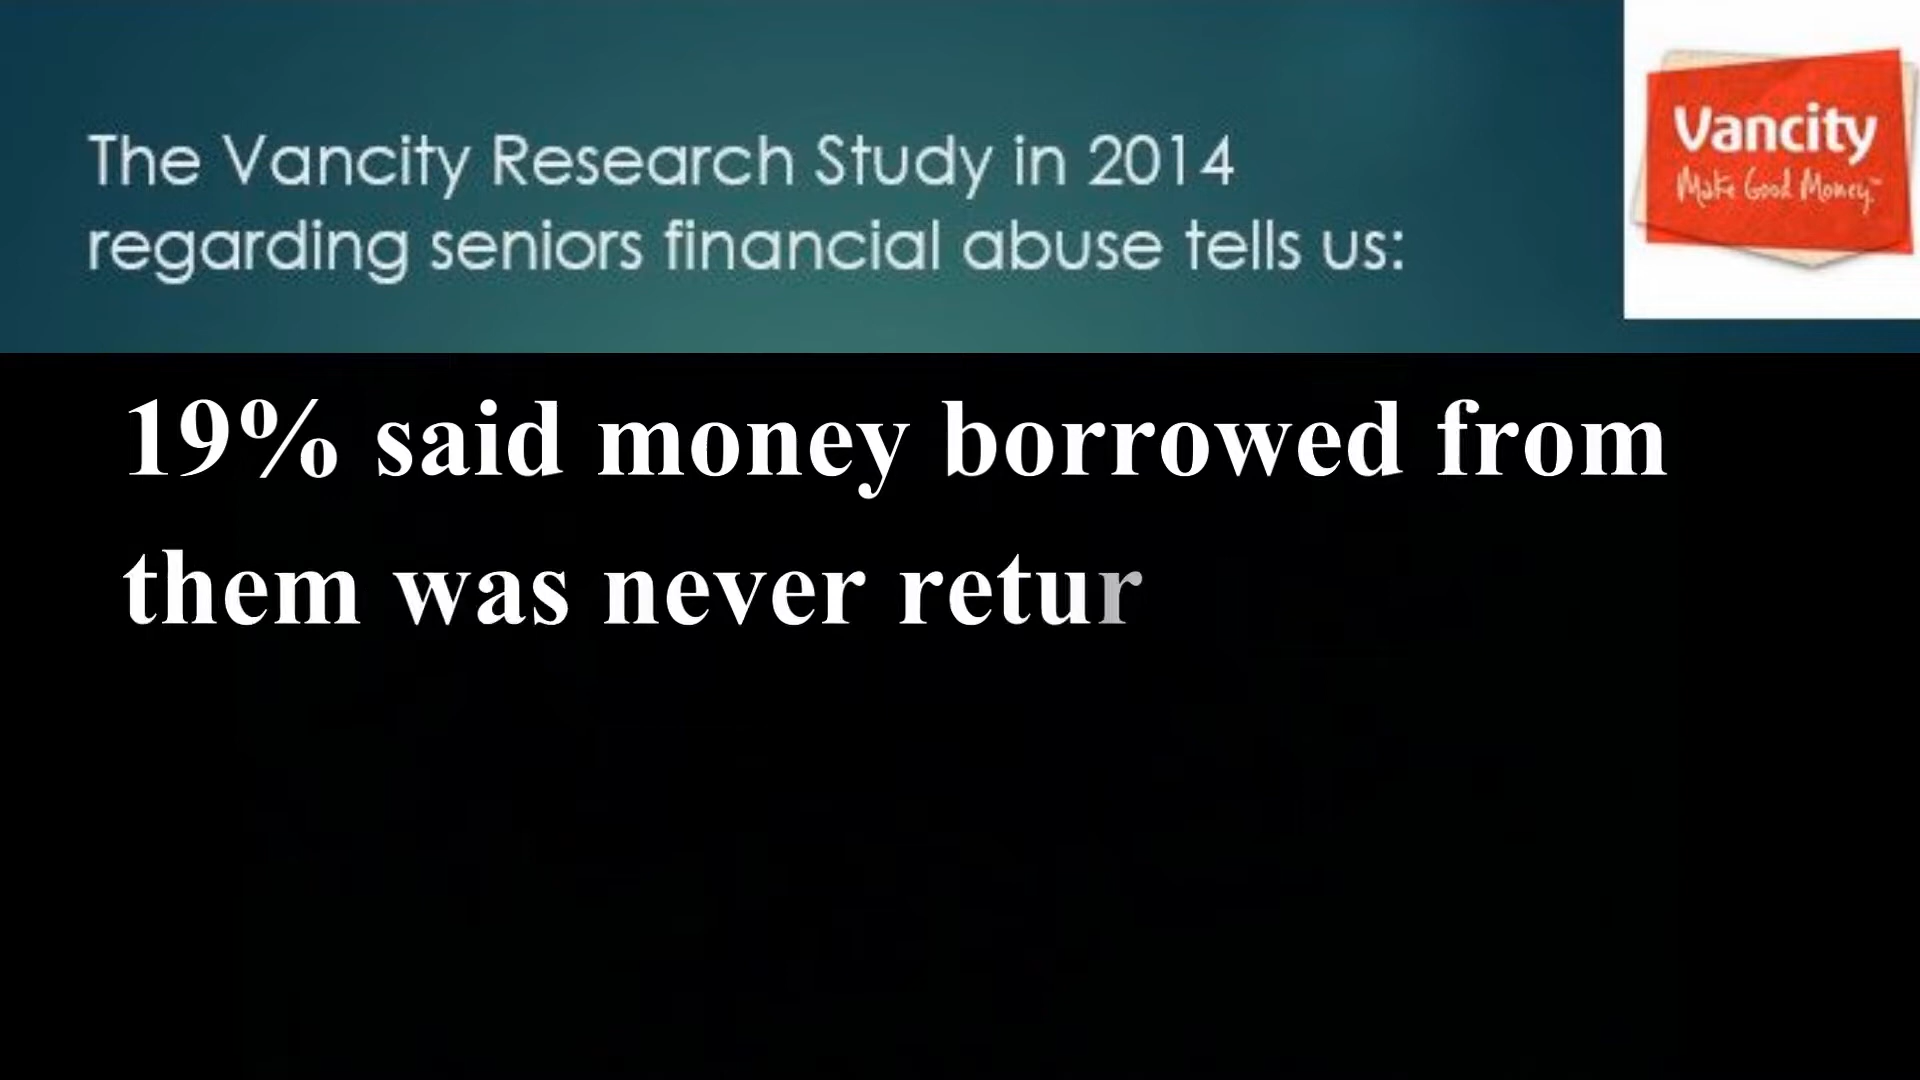 The Vancity Research Study in 2014
regarding seniors financial abuse tells us:
Vancity
Make Good Money™
19% said money borrowed from
them was never retur